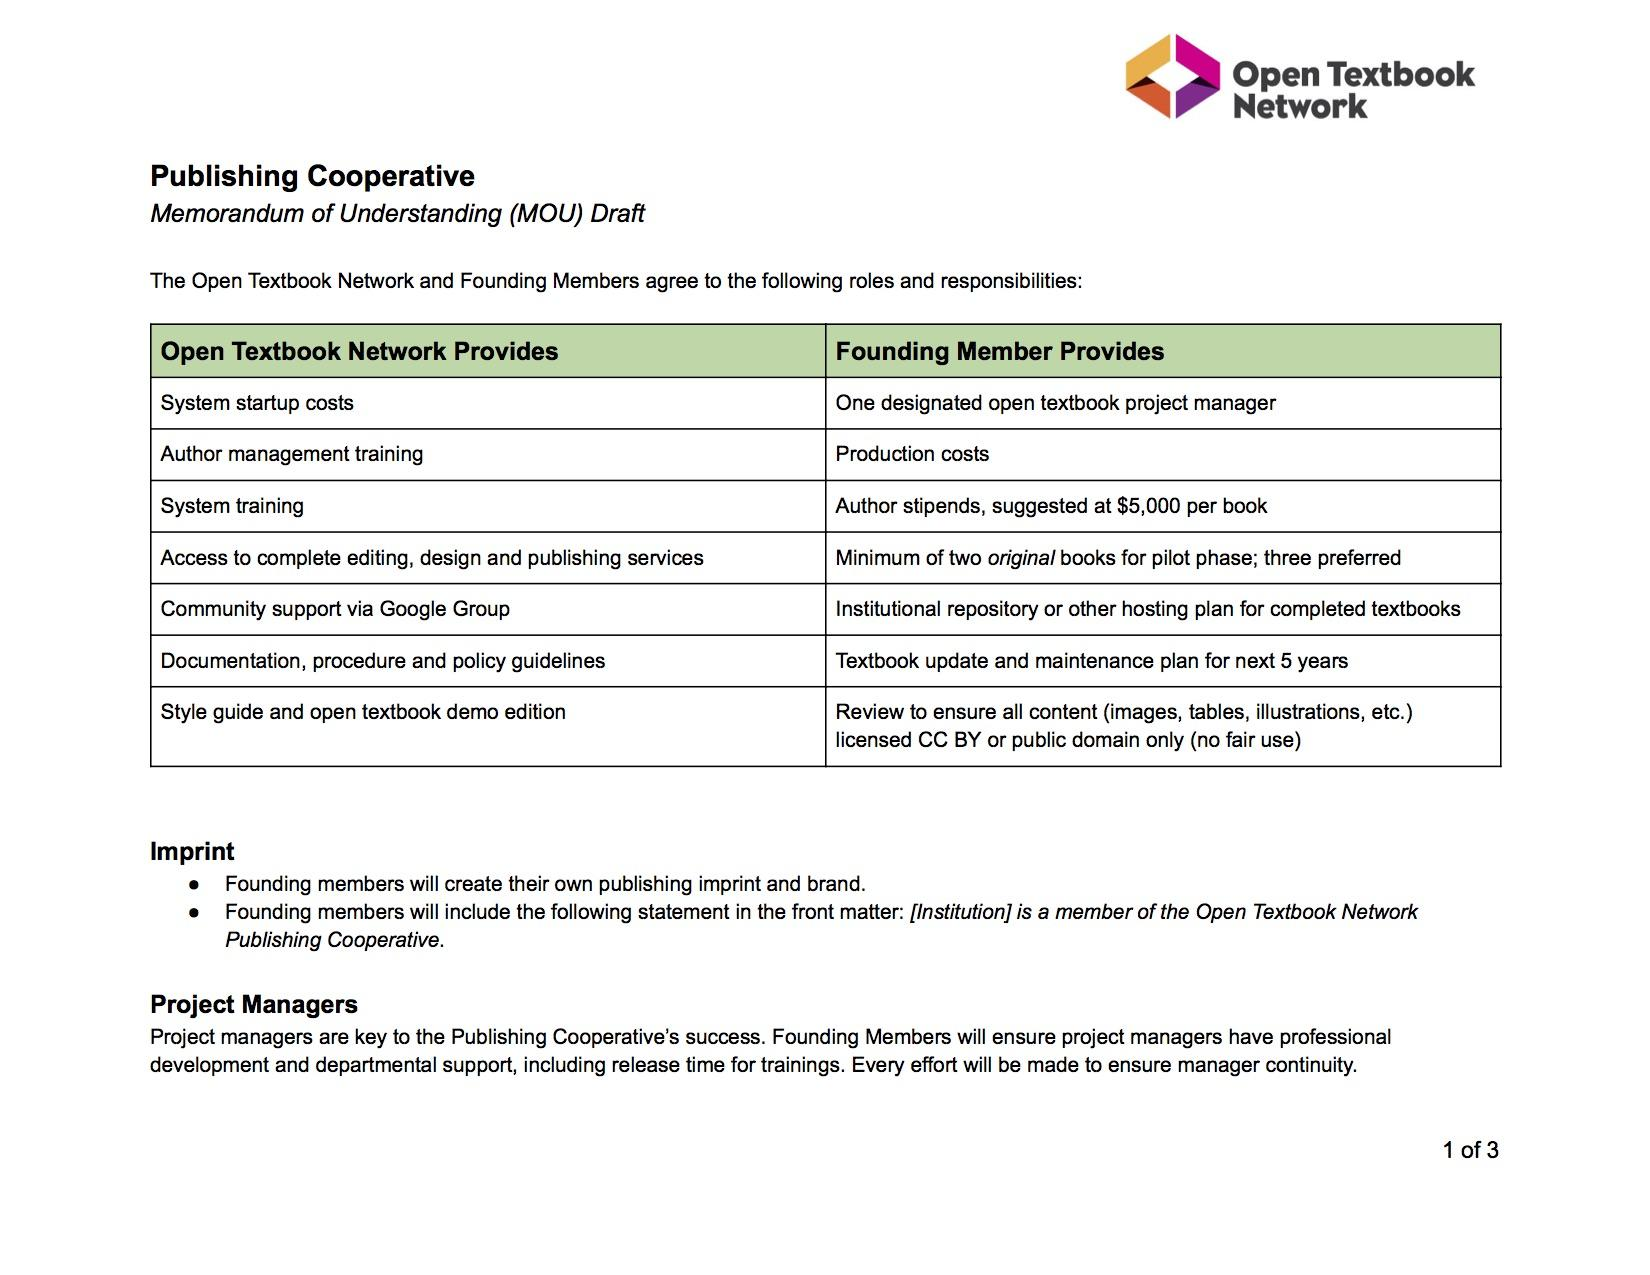 Open Textbook
Network
Publishing Cooperative
Memorandum of Understanding (MOU) Draft
The Open Textbook Network and Founding Members agree to the following roles and responsibilities:
Open Textbook Network Provides
Founding Member Provides
System startup costs
One designated open textbook project manager
Author management training
Production costs
System training
Author stipends, suggested at $5,000 per book
Access to complete editing, design and publishing services
Minimum of two original books for pilot phase; three preferred
Community support via Google Group
Institutional repository or other hosting plan for completed textbooks
Documentation, procedure and policy guidelines
Textbook update and maintenance plan for next 5 years
Style guide and open textbook demo edition
Review to ensure all content (images, tables, illustrations, etc.)
licensed CC BY or public domain only (no fair use)
Imprint
● Founding members will create their own publishing imprint and brand.
● Founding members will include the following statement in the front matter: [Institution] is a member of the Open Textbook Network
Publishing Cooperative.
Project Managers
Project managers are key to the Publishing Cooperative’s success. Founding Members will ensure project managers have professional
development and departmental support, including release time for trainings. Every effort will be made to ensure manager continuity.
1 of 3